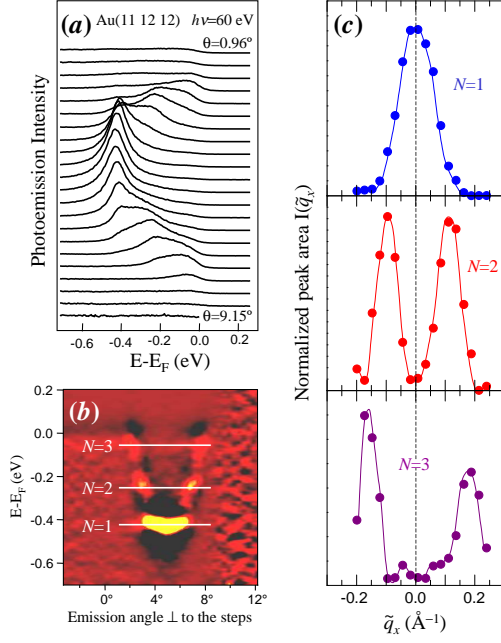 (a) Au(11 12 12) hν=60 eV
θ=0.96°
Photoemission Intensity
θ=9.15°
-0.6 -0.4 -0.2 0.0 0.2
E-E_F (eV)
(b)
0.2
0.0
-0.2
-0.4
-0.6
E-E_F (eV)
N=3
N=2
N=1
0° 4° 8° 12°
Emission angle ⊥ to the steps
(c)
N=1
N=2
N=3
Normalized peak area I(q̃_x)
-0.2 0.0 0.2
q̃_x (Å⁻¹)